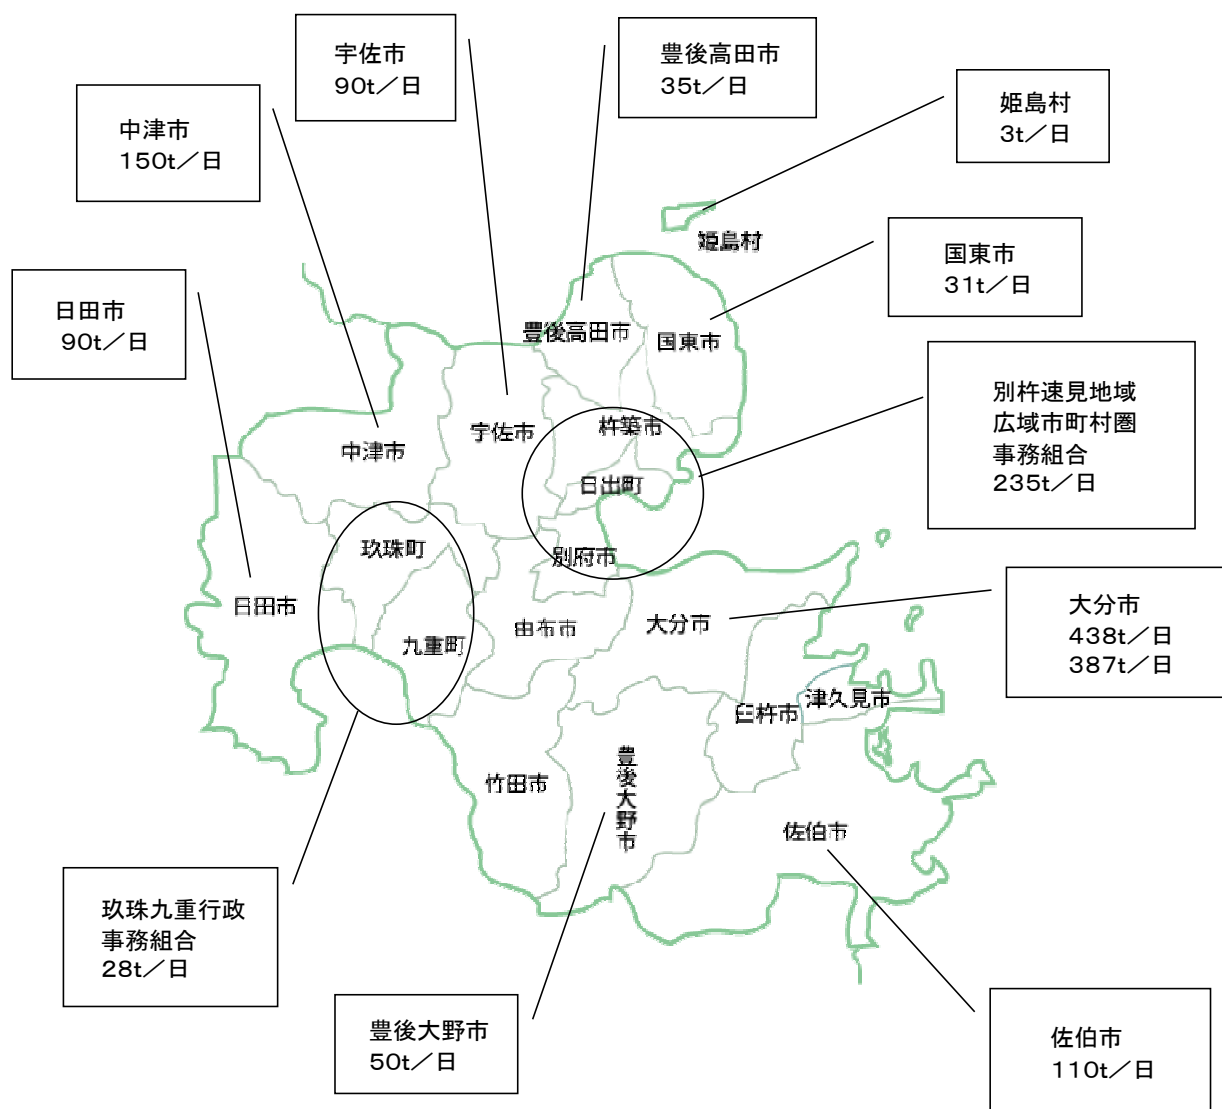 宇佐市
90t／日
豊後高田市
35t／日
姫島村
3t／日
中津市
150t／日
国東市
31t／日
日田市
90t／日
別杵速見地域
広域市町村圏
事務組合
235t／日
大分市
438t／日
387t／日
玖珠九重行政
事務組合
28t／日
豊後大野市
50t／日
佐伯市
110t／日
姫島村
豊後高田市
国東市
杵築市
宇佐市
中津市
日出町
玖珠町
別府市
日田市
由布市
大分市
九重町
津久見市
臼杵市
竹田市
豊後大野市
佐伯市